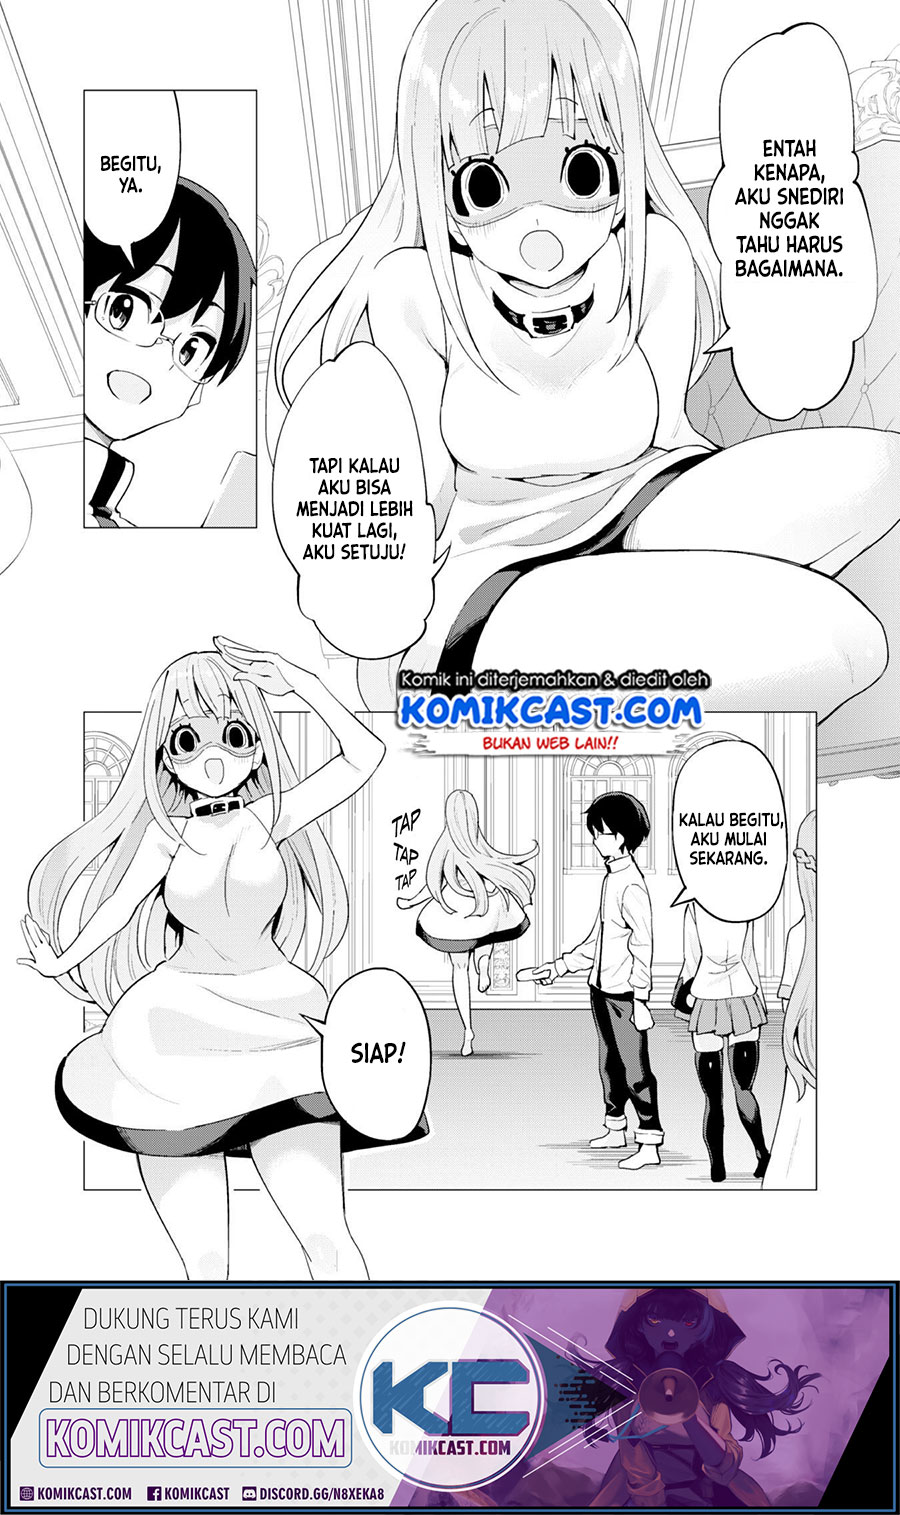 ENTAH
KENAPA,
AKU SNEDIRI
NGGAK
TAHU HARUS
BAGAIMANA.
BEGITU,
YA.
TAPI KALAU
AKU BISA
MENJADI LEBIH
KUAT LAGI,
AKU SETUJU!
Komik ini diterjemahkan & diedit oleh
KOMIKCAST.COM
BUKAN WEB LAIN!!
KALAU BEGITU,
AKU MULAI
SEKARANG.
TAP
TAP
TAP
SIAP!
DUKUNG TERUS KAMI
DENGAN SELALU MEMBACA
DAN BERKOMENTAR DI
KOMIKCAST.COM
KC
KOMIKCAST.COM
KOMIKCAST.COM KOMIKCAST DISCORD.GG/N8XEKA8